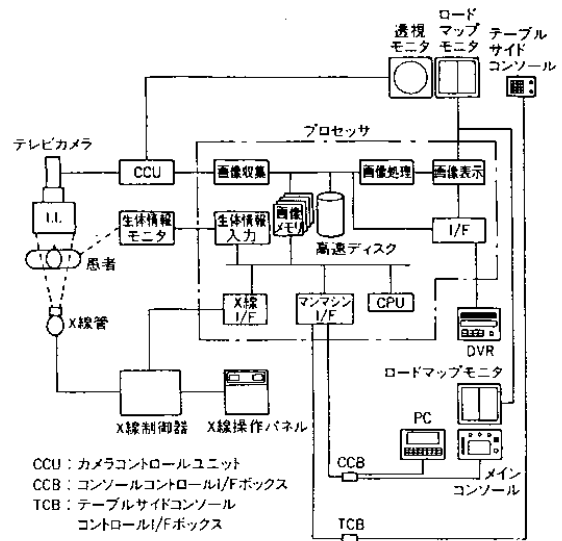 透視
モニタ
ロード
マップ
モニタ
テーブル
サイド
コンソール
プロセッサ
テレビカメラ
CCU
画像収集
画像処理
画像表示
I.I.
生体情報
モニタ
生体情報
入力
画像
メモリ
高速ディスク
I/F
患者
X線
I/F
マンマシン
I/F
CPU
X線管
DVR
ロードマップモニタ
X線制御器
X線操作パネル
PC
CCB
メイン
コンソール
TCB
CCU：カメラコントロールユニット
CCB：コンソールコントロールI/Fボックス
TCB：テーブルサイドコンソール
コントロールI/Fボックス